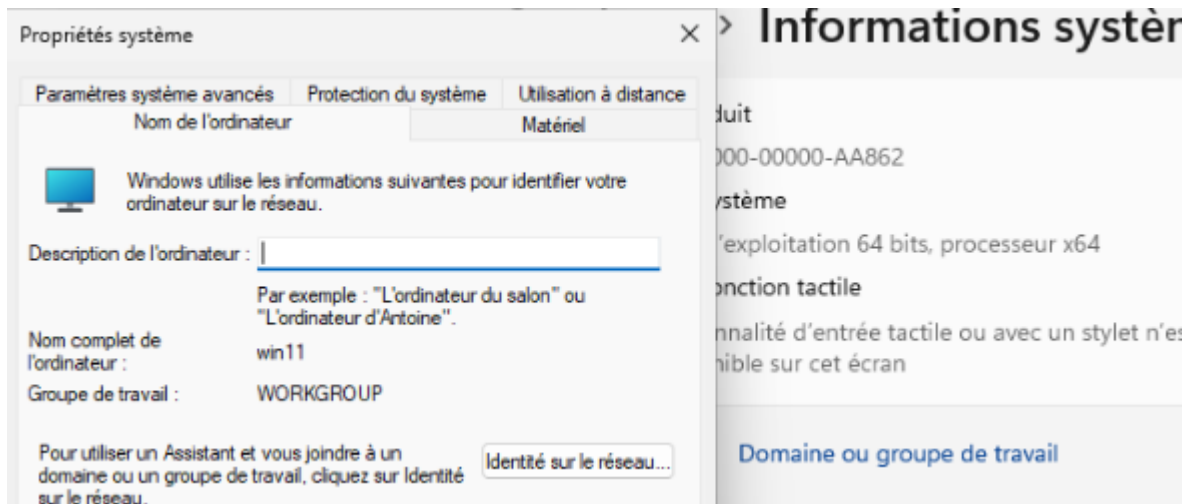 Propriétés système
Paramètres système avancés
Protection du système
Utilisation à distance
Nom de l'ordinateur
Matériel
Windows utilise les informations suivantes pour identifier votre
ordinateur sur le réseau.
Description de l'ordinateur :
Par exemple : "L'ordinateur du salon" ou
"L'ordinateur d'Antoine".
Nom complet de
l'ordinateur :
win11
Groupe de travail :
WORKGROUP
Pour utiliser un Assistant et vous joindre à un
domaine ou un groupe de travail, cliquez sur Identité
sur le réseau.
Identité sur le réseau...
> Informations systèm
duit
000-00000-AA862
ystème
'exploitation 64 bits, processeur x64
onction tactile
nnalité d'entrée tactile ou avec un stylet n'es
nible sur cet écran
Domaine ou groupe de travail